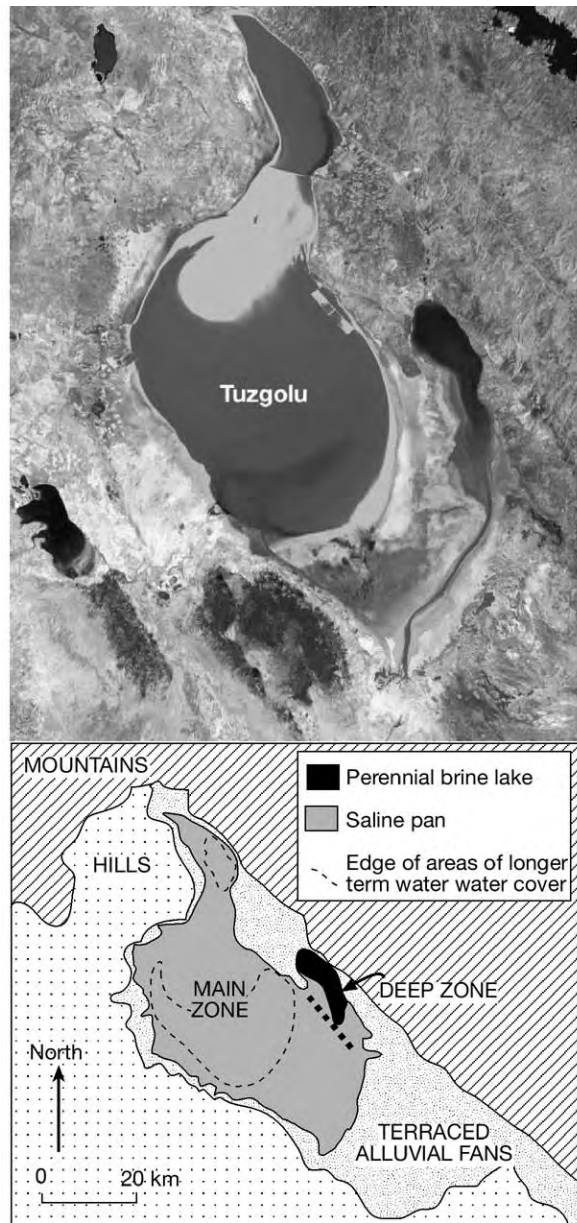 Tuzgolu
MOUNTAINS
HILLS
Perennial brine lake
Saline pan
Edge of areas of longer
term water water cover
MAIN
ZONE
DEEP ZONE
North
0 20 km
TERRACED
ALLUVIAL FANS